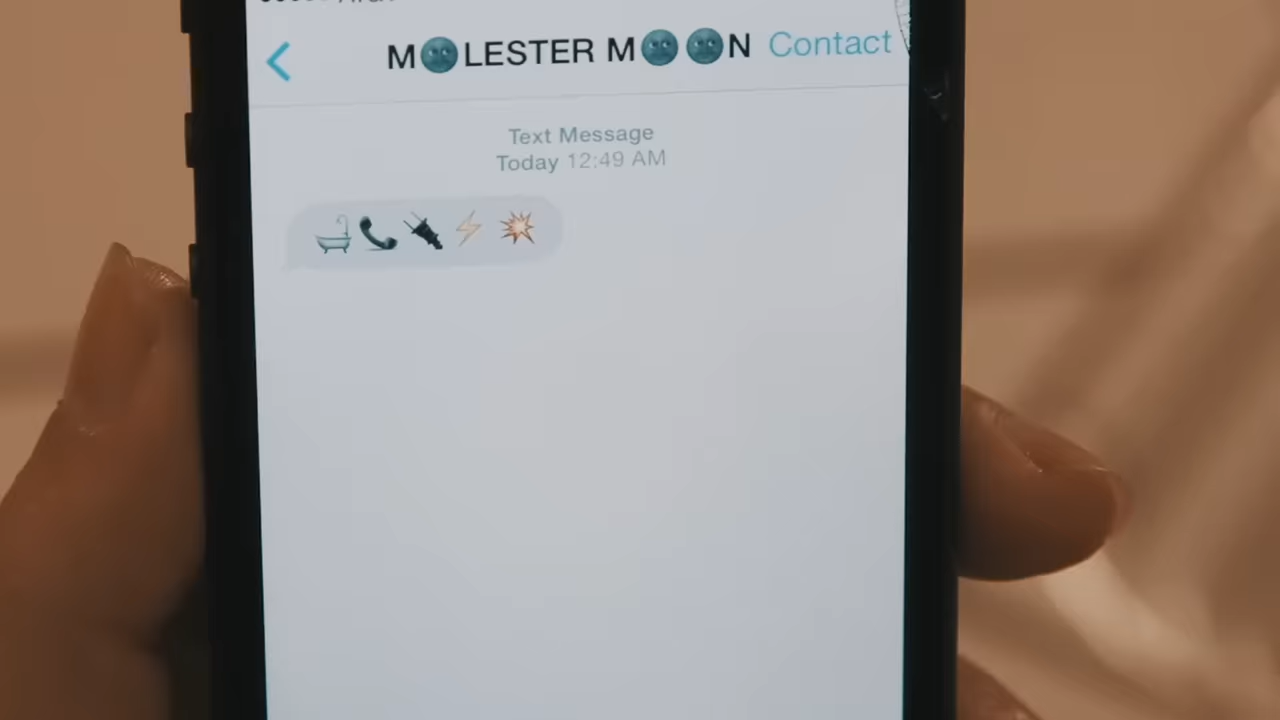 M🌚LESTER M🌚🌚N Contact
Text Message
Today 12:49 AM
🛁📞🔌⚡💥